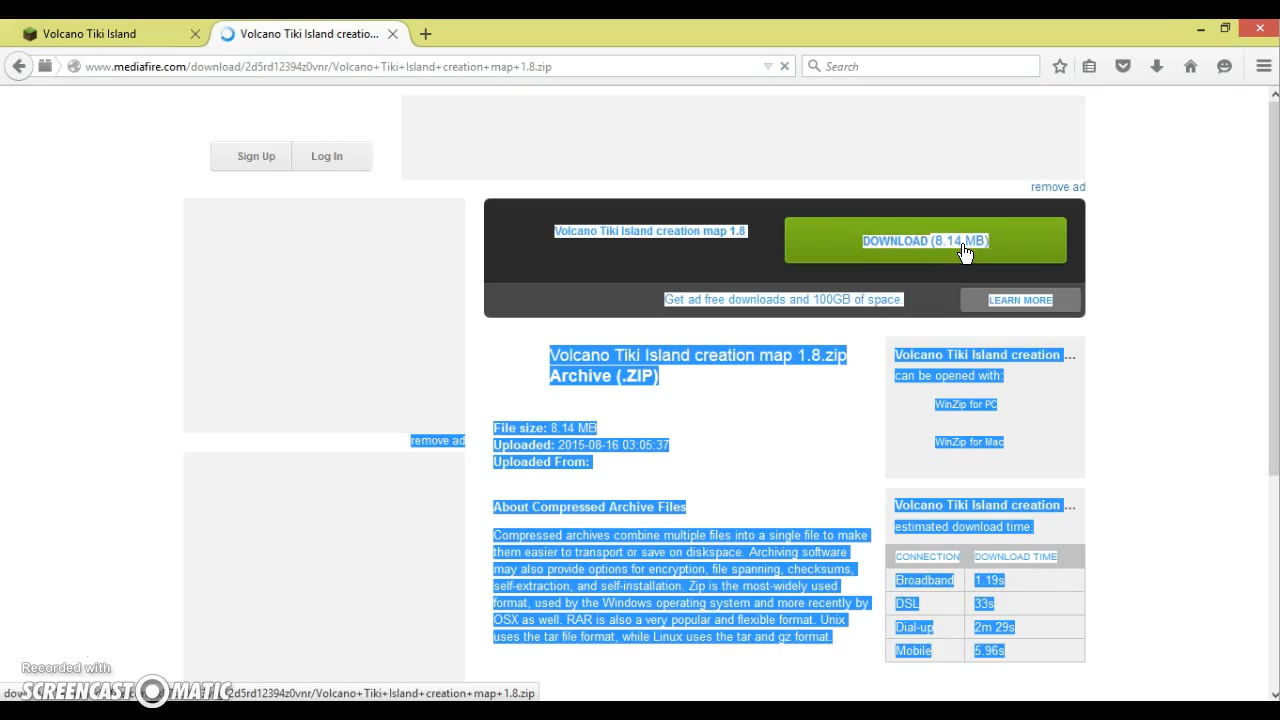 Volcano Tiki Island
Volcano Tiki Island creatio...
www.mediafire.com/download/2d5rd12394z0vnr/Volcano+Tiki+Island+creation+map+1.8.zip
Search
Sign Up
Log In
remove ad
Volcano Tiki Island creation map 1.8
DOWNLOAD (8.14 MB)
Get ad free downloads and 100GB of space.
LEARN MORE
Volcano Tiki Island creation map 1.8.zip
Archive (.ZIP)
File size: 8.14 MB
Uploaded: 2015-08-16 03:05:37
Uploaded From:
remove ad
About Compressed Archive Files
Compressed archives combine multiple files into a single file to make
them easier to transport or save on diskspace. Archiving software
may also provide options for encryption, file spanning, checksums,
self-extraction, and self-installation. Zip is the most-widely used
format, used by the Windows operating system and more recently by
OSX as well. RAR is also a very popular and flexible format. Unix
uses the tar file format, while Linux uses the tar and gz format.
Volcano Tiki Island creation ...
can be opened with:
WinZip for PC
WinZip for Mac
Volcano Tiki Island creation ...
estimated download time:
CONNECTION DOWNLOAD TIME
Broadband 1.19s
DSL 33s
Dial-up 2m 29s
Mobile 5.96s
Recorded with
SCREENCAST MATIC
2d5rd12394z0vnr/Volcano+Tiki+Island+creation+map+1.8.zip